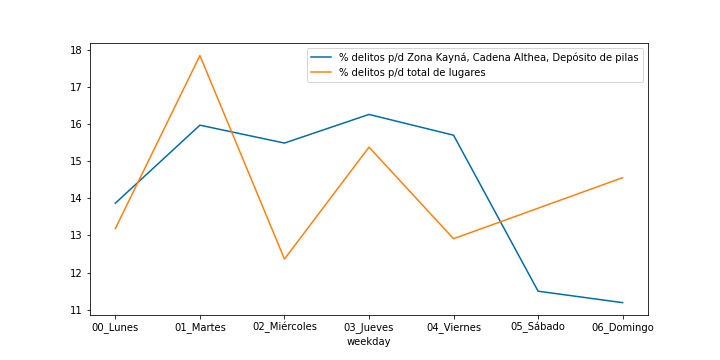 % delitos p/d Zona Kayná, Cadena Althea, Depósito de pilas
% delitos p/d total de lugares
18
17
16
15
14
13
12
11
00_Lunes 01_Martes 02_Miércoles 03_Jueves 04_Viernes 05_Sábado 06_Domingo
weekday